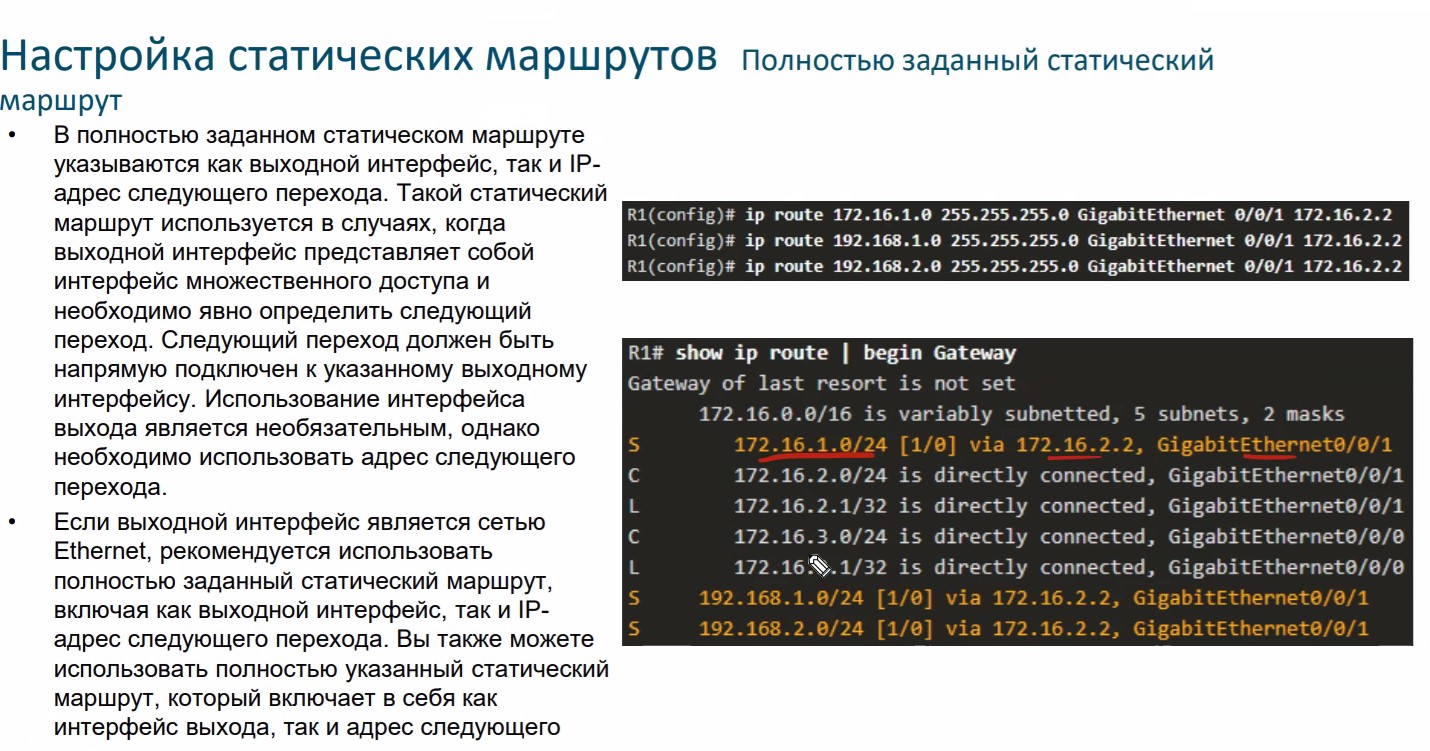 Настройка статических маршрутов Полностью заданный статический
маршрут
• В полностью заданном статическом маршруте
указываются как выходной интерфейс, так и IP-
адрес следующего перехода. Такой статический
маршрут используется в случаях, когда
выходной интерфейс представляет собой
интерфейс множественного доступа и
необходимо явно определить следующий
переход. Следующий переход должен быть
напрямую подключен к указанному выходному
интерфейсу. Использование интерфейса
выхода является необязательным, однако
необходимо использовать адрес следующего
перехода.
• Если выходной интерфейс является сетью
Ethernet, рекомендуется использовать
полностью заданный статический маршрут,
включая как выходной интерфейс, так и IP-
адрес следующего перехода. Вы также можете
использовать полностью указанный статический
маршрут, который включает в себя как
интерфейс выхода, так и адрес следующего
R1(config)# ip route 172.16.1.0 255.255.255.0 GigabitEthernet 0/0/1 172.16.2.2
R1(config)# ip route 192.168.1.0 255.255.255.0 GigabitEthernet 0/0/1 172.16.2.2
R1(config)# ip route 192.168.2.0 255.255.255.0 GigabitEthernet 0/0/1 172.16.2.2
R1# show ip route | begin Gateway
Gateway of last resort is not set
172.16.0.0/16 is variably subnetted, 5 subnets, 2 masks
S 172.16.1.0/24 [1/0] via 172.16.2.2, GigabitEthernet0/0/1
C 172.16.2.0/24 is directly connected, GigabitEthernet0/0/1
L 172.16.2.1/32 is directly connected, GigabitEthernet0/0/1
C 172.16.3.0/24 is directly connected, GigabitEthernet0/0/0
L is directly connected, GigabitEthernet0/0/0
S 192.168.1.0/24 [1/0] via 172.16.2.2, GigabitEthernet0/0/1
S 192.168.2.0/24 [1/0] via 172.16.2.2, GigabitEthernet0/0/1